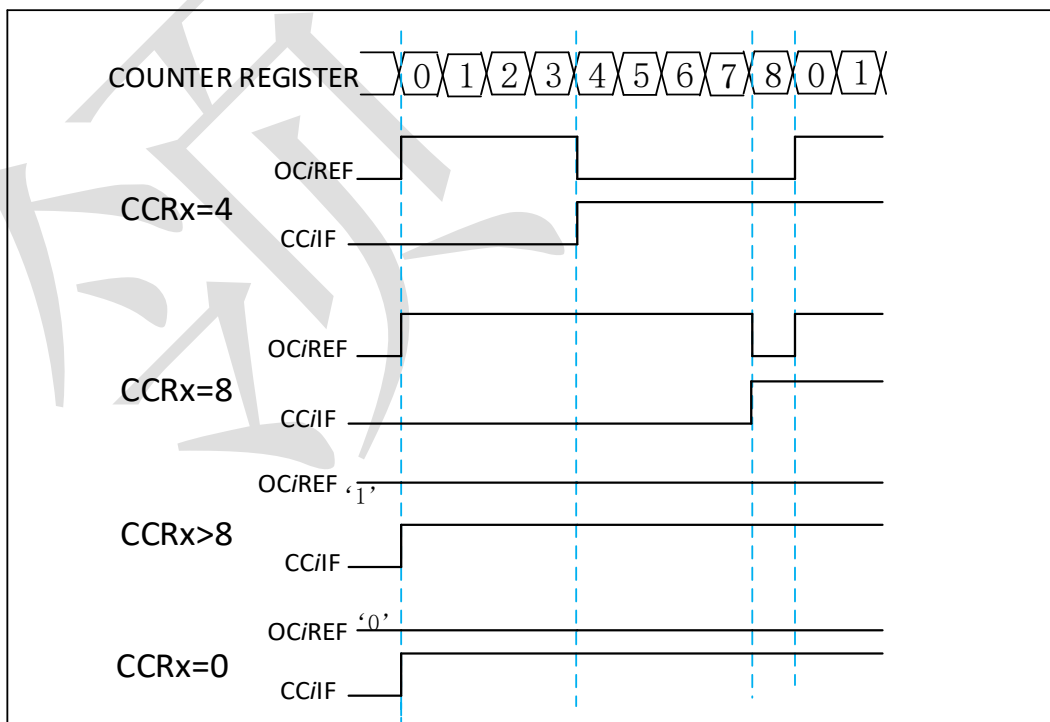 COUNTER REGISTER 0 1 2 3 4 5 6 7 8 0 1
OCiREF
CCRx=4
CCiIF
OCiREF
CCRx=8
CCiIF
OCiREF ‘1’
CCRx>8
CCiIF
OCiREF ‘0’
CCRx=0
CCiIF